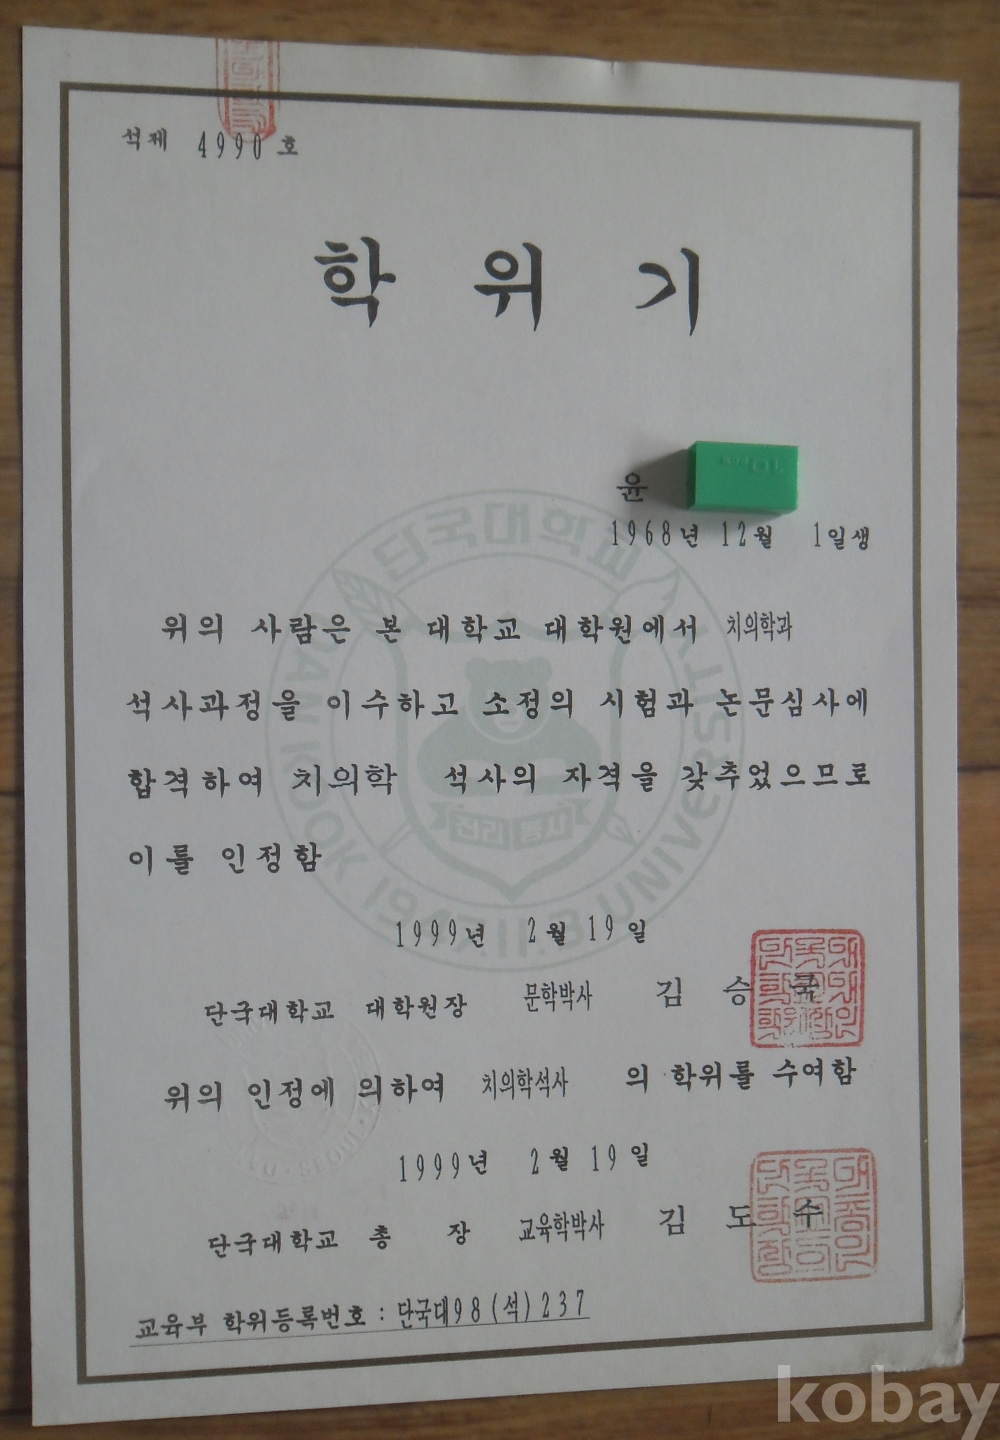 석제 4990 호
학 위 기
윤
1968년 12월 1일생
위의 사람은 본 대학교 대학원에서 치의학과
석사과정을 이수하고 소정의 시험과 논문심사에
합격하여 치의학 석사의 자격을 갖추었으므로
이를 인정함
1999년 2월 19일
단국대학교 대학원장 문학박사 김 승 국
위의 인정에 의하여 치의학석사 의 학위를 수여함
1999년 2월 19일
단국대학교 총 장 교육학박사 김 도 수
교육부 학위등록번호 : 단국대98(석)237
kobay